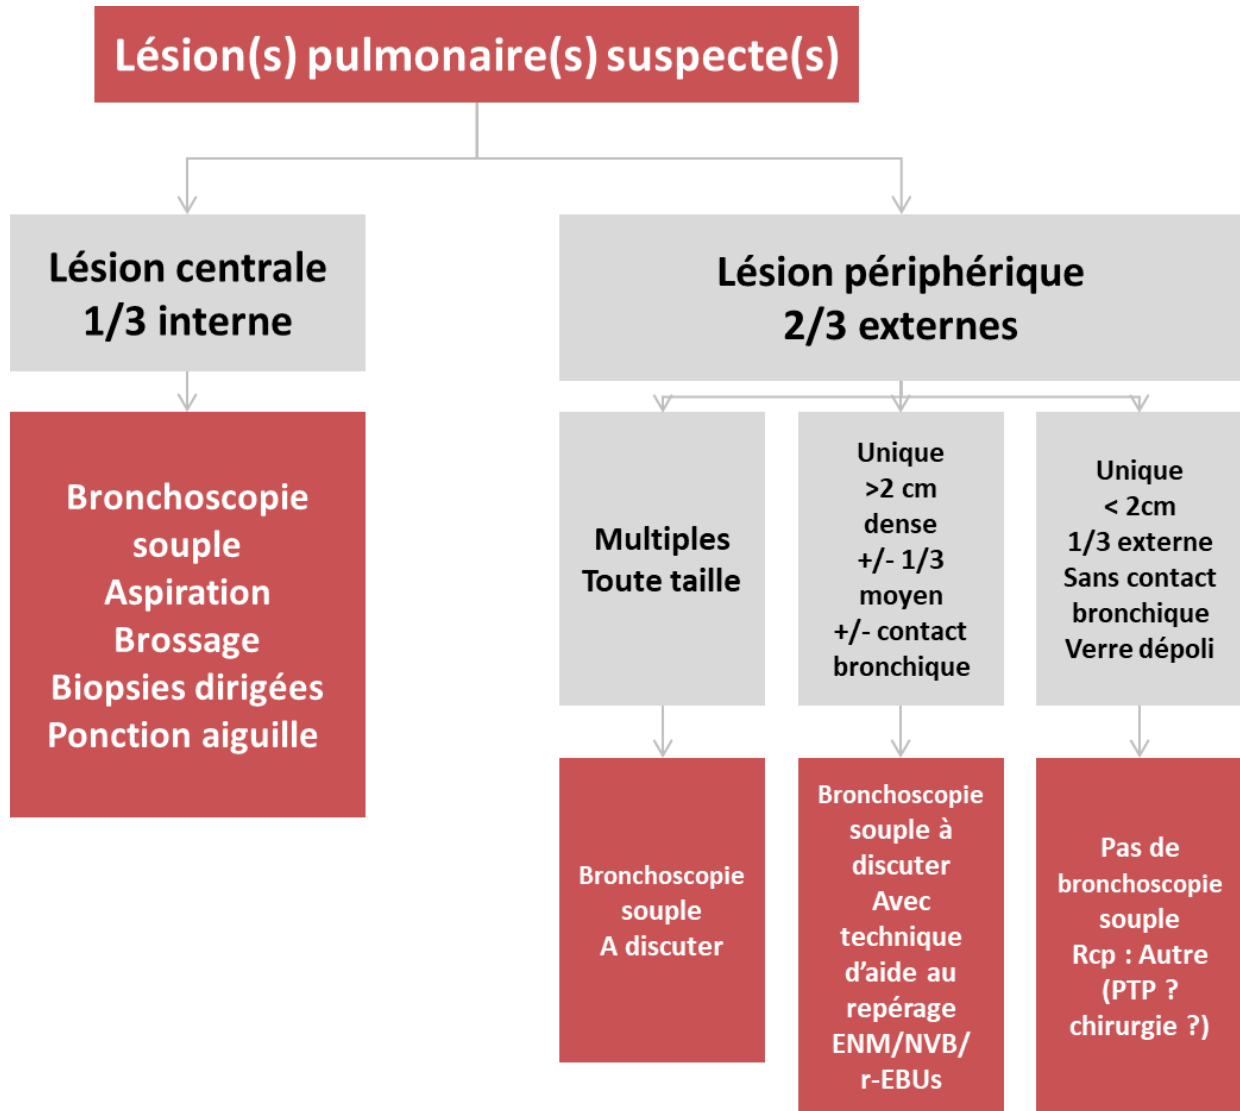 Lésion(s) pulmonaire(s) suspecte(s)
Lésion centrale
1/3 interne
Bronchoscopie
souple
Aspiration
Brossage
Biopsies dirigées
Ponction aiguille
Lésion périphérique
2/3 externes
Multiples
Toute taille
Bronchoscopie
souple
A discuter
Unique
>2 cm
dense
+/- 1/3
moyen
+/- contact
bronchique
Bronchoscopie
souple à
discuter
Avec
technique
d'aide au
repérage
ENM/NVB/
r-EBUs
Unique
< 2cm
1/3 externe
Sans contact
bronchique
Verre dépoli
Pas de
bronchoscopie
souple
Rcp : Autre
(PTP ?
chirurgie ?)